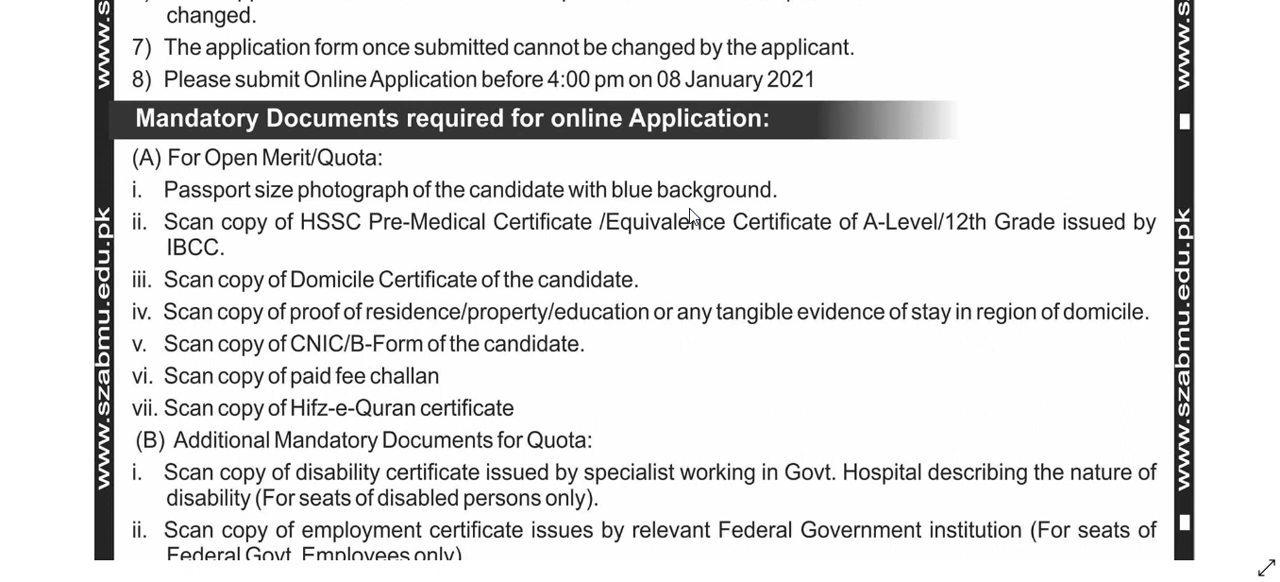 changed.
7) The application form once submitted cannot be changed by the applicant.
8) Please submit Online Application before 4:00 pm on 08 January 2021
Mandatory Documents required for online Application:
(A) For Open Merit/Quota:
i. Passport size photograph of the candidate with blue background.
ii. Scan copy of HSSC Pre-Medical Certificate /Equivalence Certificate of A-Level/12th Grade issued by
IBCC.
iii. Scan copy of Domicile Certificate of the candidate.
iv. Scan copy of proof of residence/property/education or any tangible evidence of stay in region of domicile.
v. Scan copy of CNIC/B-Form of the candidate.
vi. Scan copy of paid fee challan
vii. Scan copy of Hifz-e-Quran certificate
(B) Additional Mandatory Documents for Quota:
i. Scan copy of disability certificate issued by specialist working in Govt. Hospital describing the nature of
disability (For seats of disabled persons only).
ii. Scan copy of employment certificate issues by relevant Federal Government institution (For seats of
Federal Govt. Employees only)
www.s
www.szabmu.edu.pk
www.s
www.szabmu.edu.pk